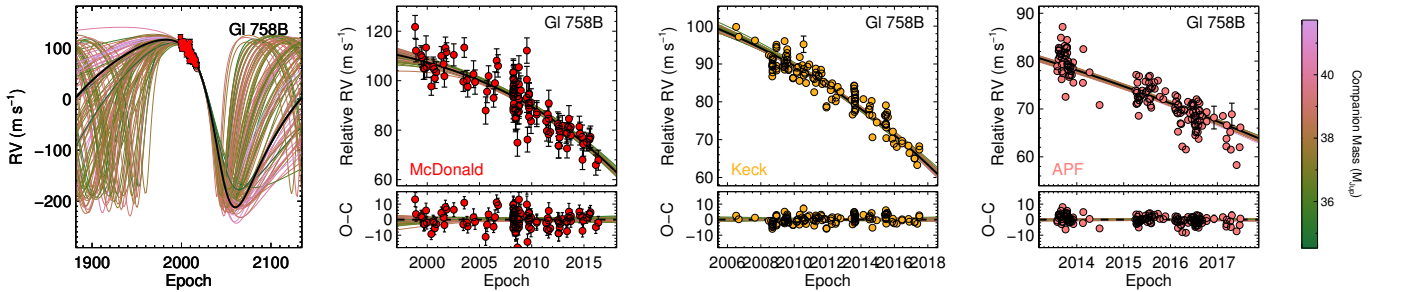 Gl 758B
RV (m s⁻¹)
100
0
−100
−200
1900
2000
2100
Epoch
Gl 758B
Relative RV (m s⁻¹)
120
100
80
60
McDonald
O−C
10
0
−10
2000
2005
2010
2015
Epoch
Gl 758B
Relative RV (m s⁻¹)
100
90
80
70
60
Keck
O−C
10
0
−10
2006
2008
2010
2012
2014
2016
2018
Epoch
Gl 758B
Relative RV (m s⁻¹)
90
80
70
60
APF
O−C
10
0
−10
2014
2015
2016
2017
Epoch
40
38
36
Companion Mass (MJup)